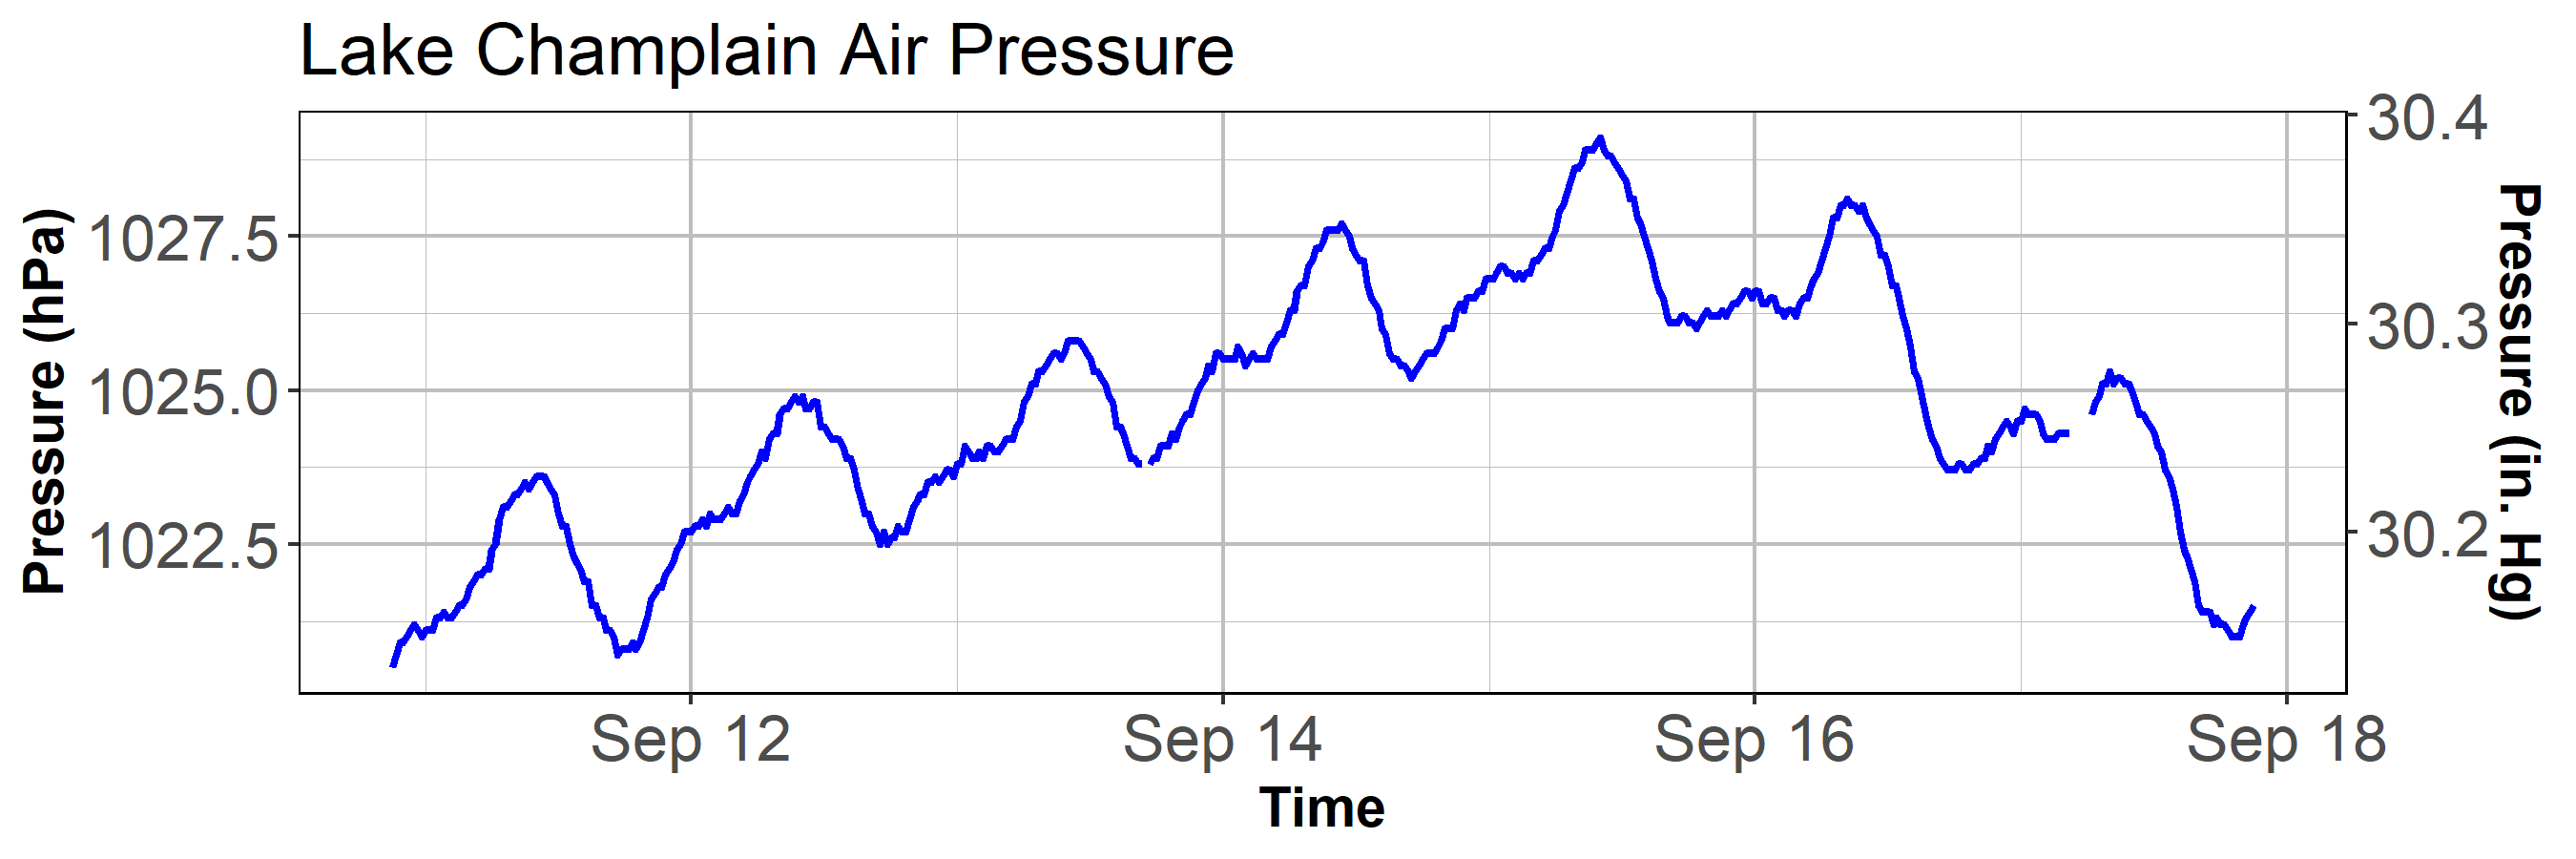 Lake Champlain Air Pressure
Pressure (hPa)
1027.5
1025.0
1022.5
30.4
30.3
30.2
Pressure (in. Hg)
Sep 12
Sep 14
Sep 16
Sep 18
Time